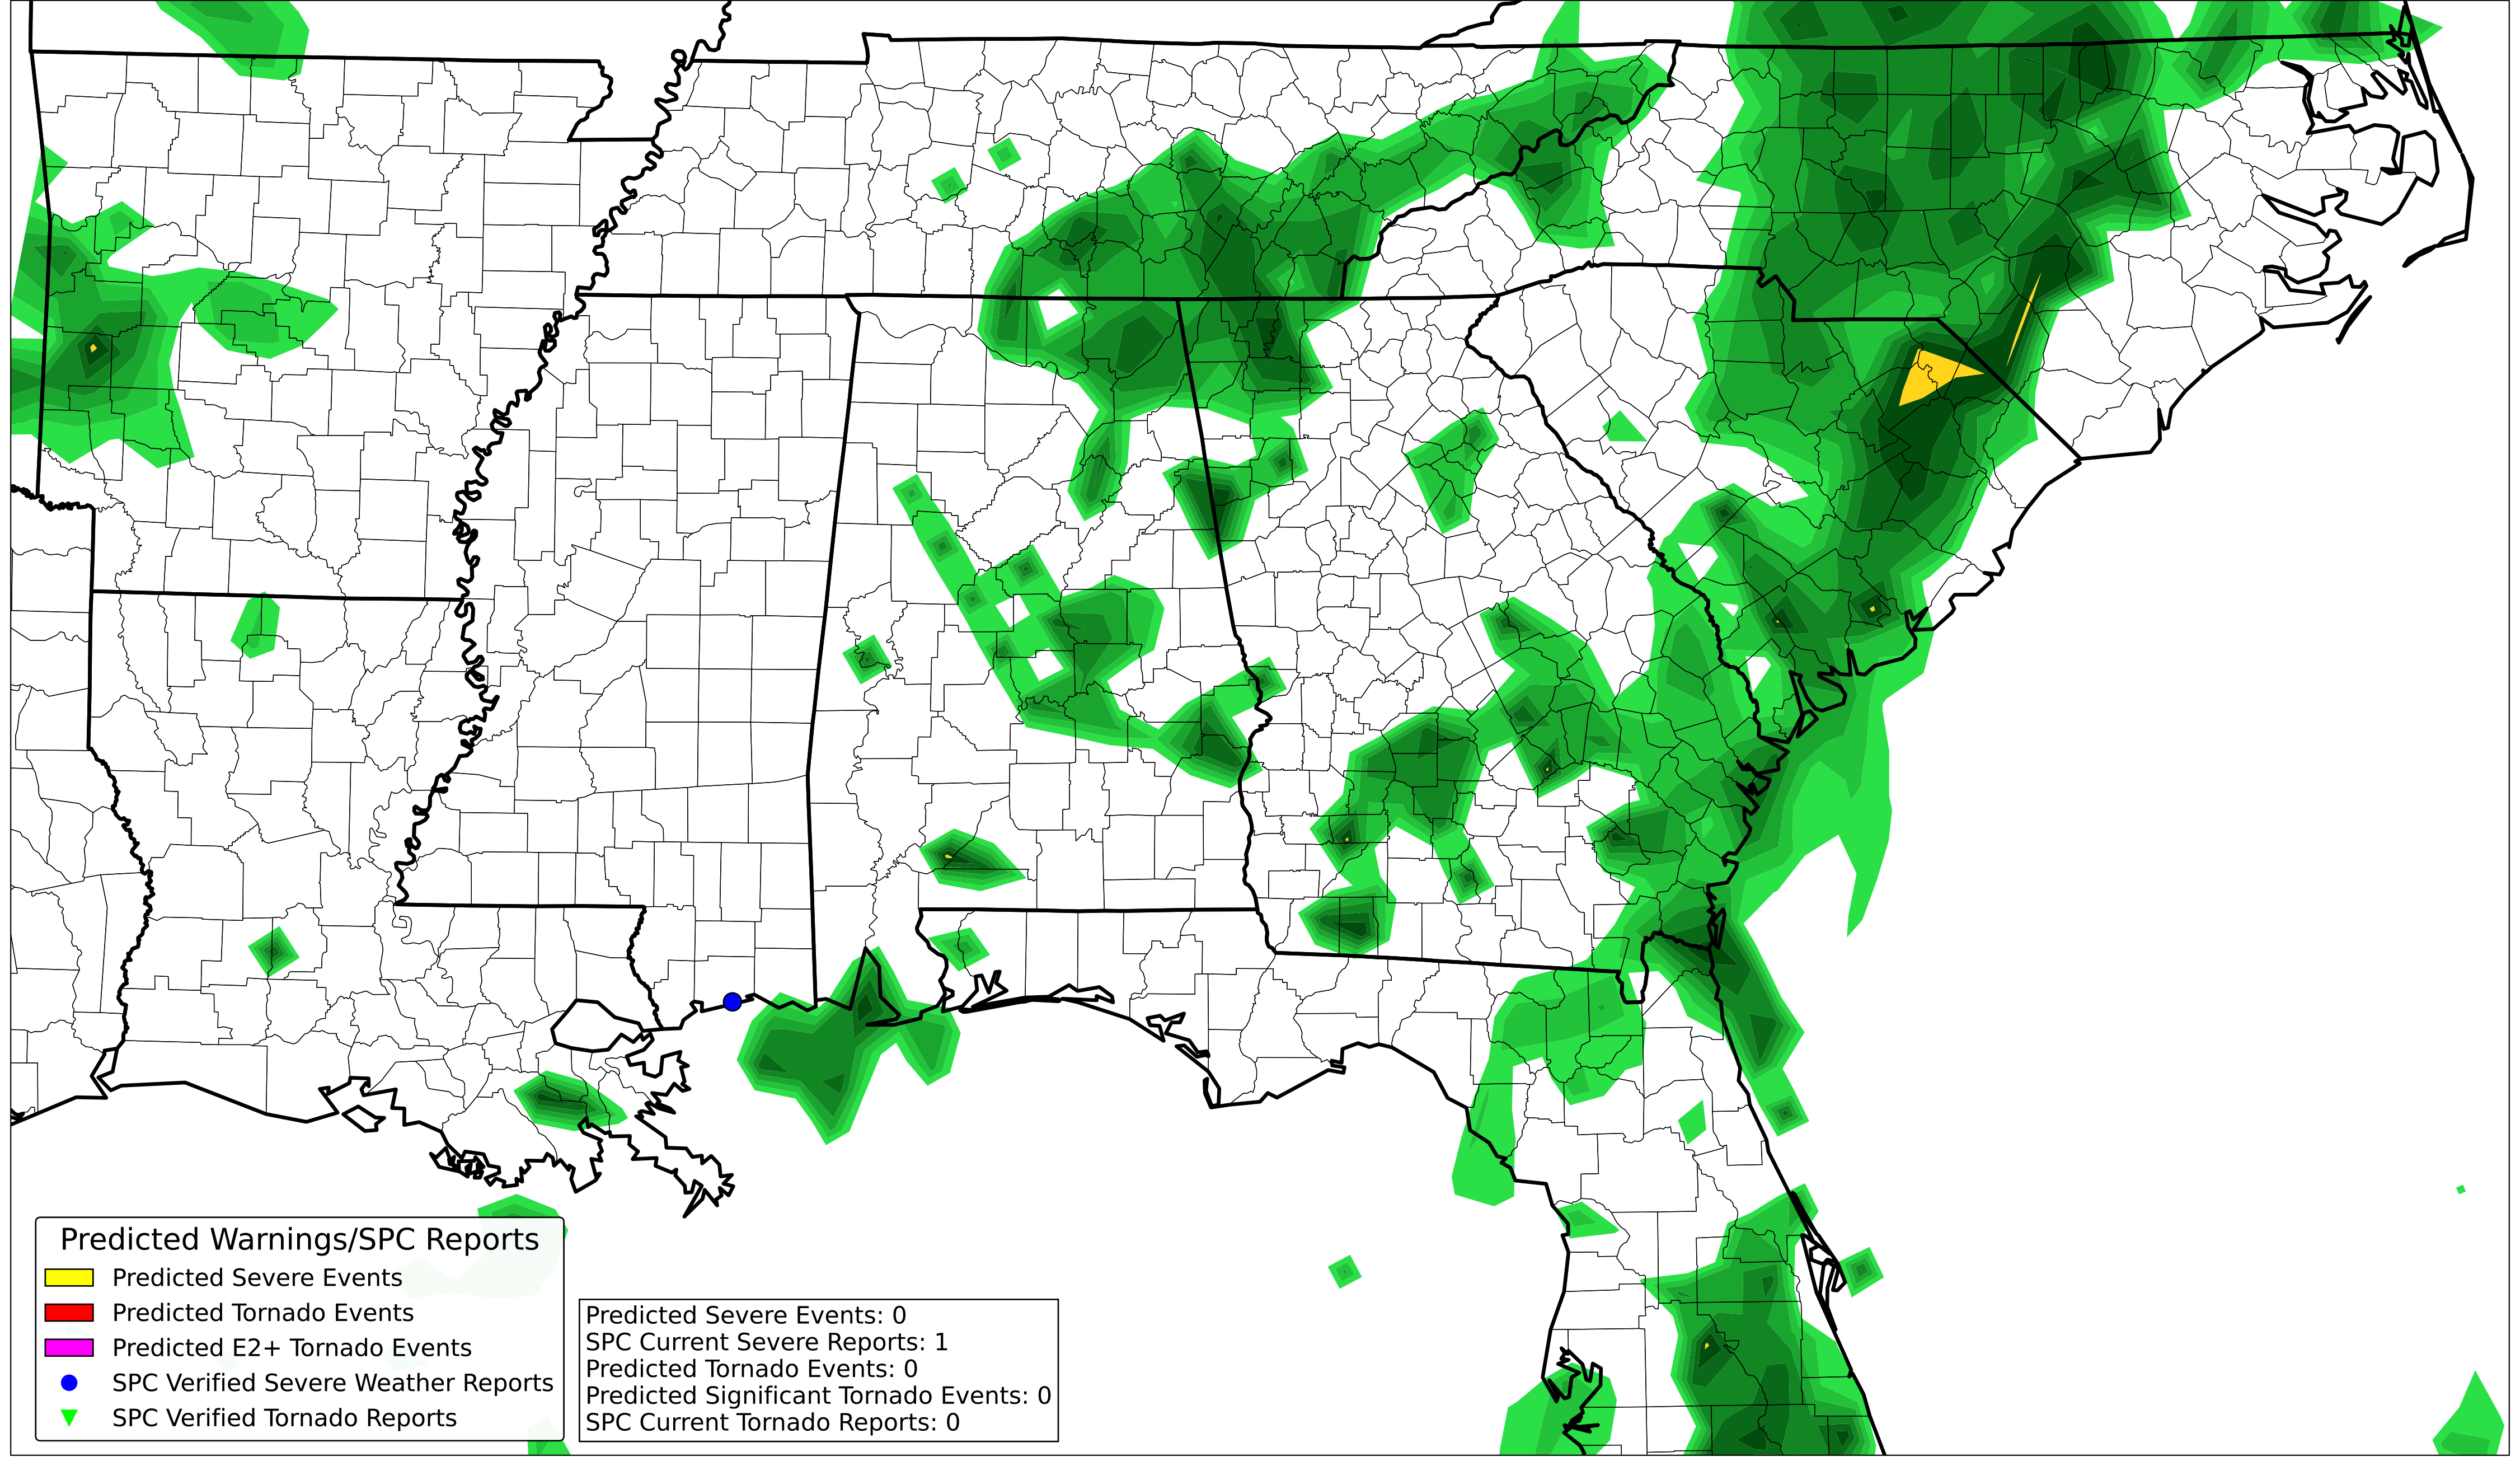 Predicted Warnings/SPC Reports
Predicted Severe Events
Predicted Tornado Events
Predicted E2+ Tornado Events
SPC Verified Severe Weather Reports
SPC Verified Tornado Reports
Predicted Severe Events: 0
SPC Current Severe Reports: 1
Predicted Tornado Events: 0
Predicted Significant Tornado Events: 0
SPC Current Tornado Reports: 0